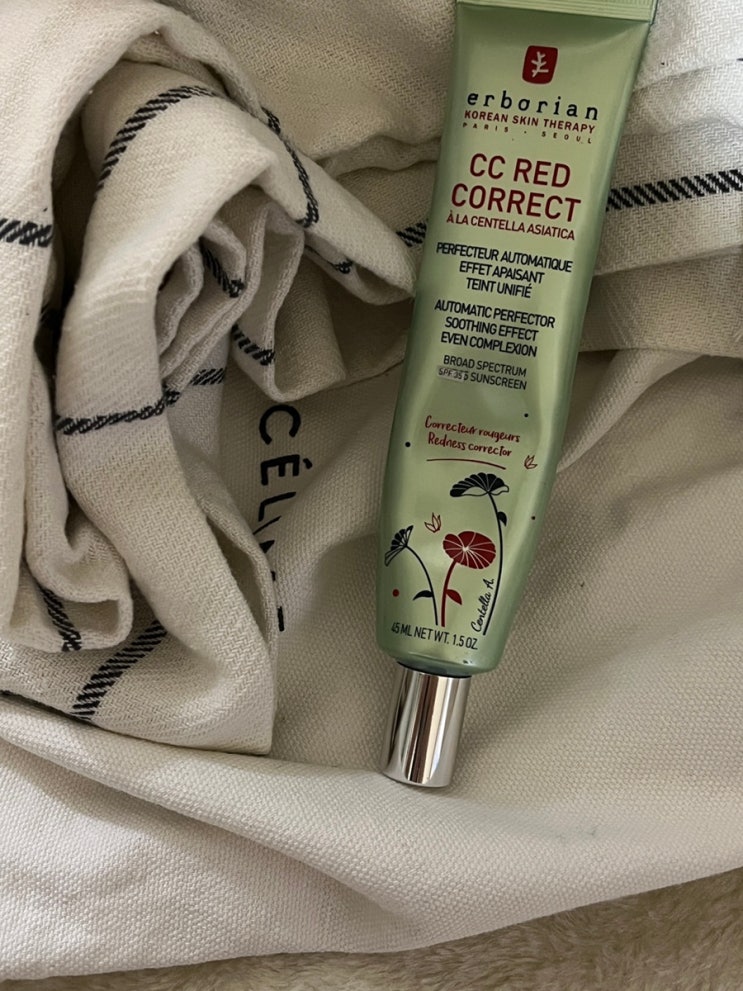 erborian
KOREAN SKIN THERAPY
PARIS · SEOUL
CC RED
CORRECT
À LA CENTELLA ASIATICA
PERFECTEUR AUTOMATIQUE
EFFET APAISANT
TEINT UNIFIÉ
AUTOMATIC PERFECTOR
SOOTHING EFFECT
EVEN COMPLEXION
BROAD SPECTRUM
SUNSCREEN
Correcteur rougeurs
Redness corrector
Centella A.
45 ML NET WT. 1.5 OZ.